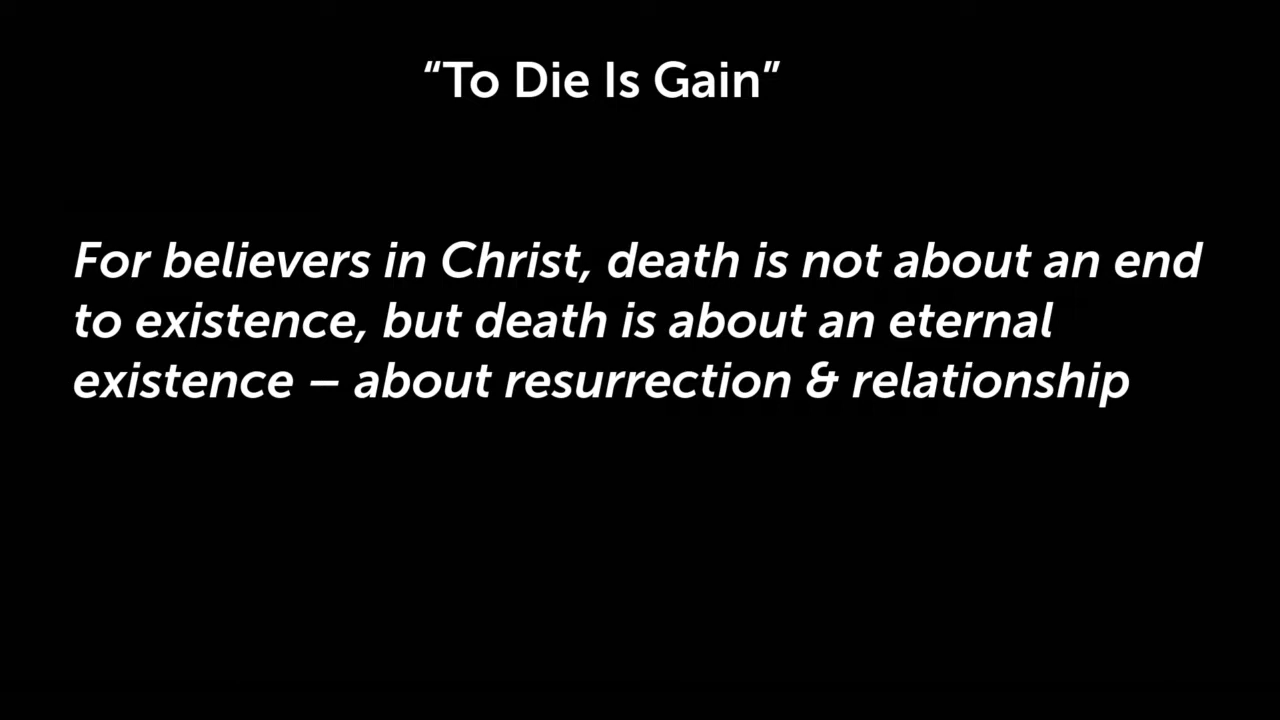 “To Die Is Gain”
For believers in Christ, death is not about an end
to existence, but death is about an eternal
existence – about resurrection & relationship